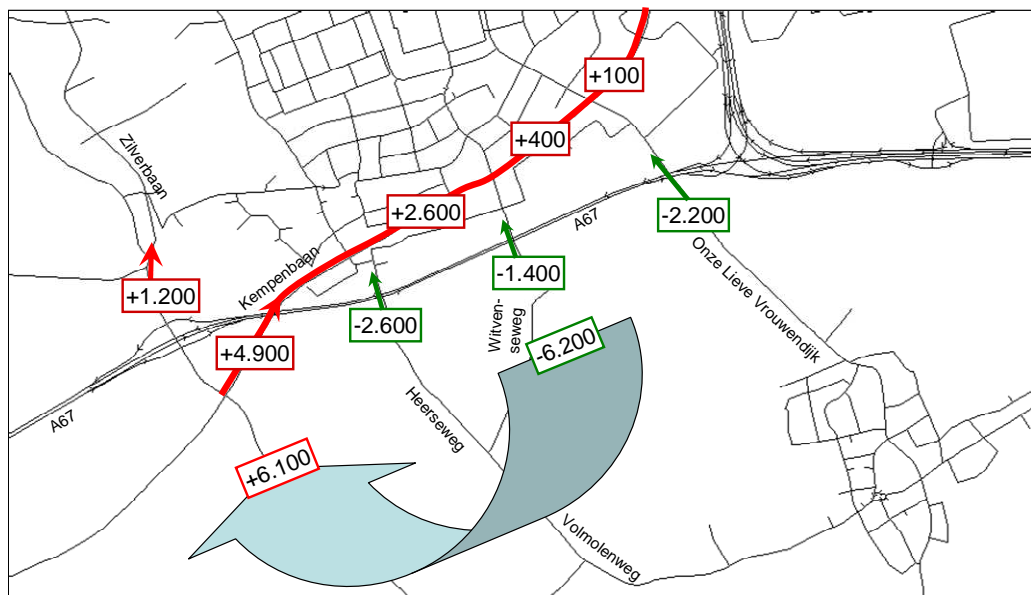 +100
+400
Zilverbaan
+2.600
-2.200
A67
Kempenbaan
Onze Lieve Vrouwendijk
-1.400
+1.200
-2.600
Witven-
seweg
-6.200
+4.900
A67
Heerseweg
+6.100
Volmolenweg